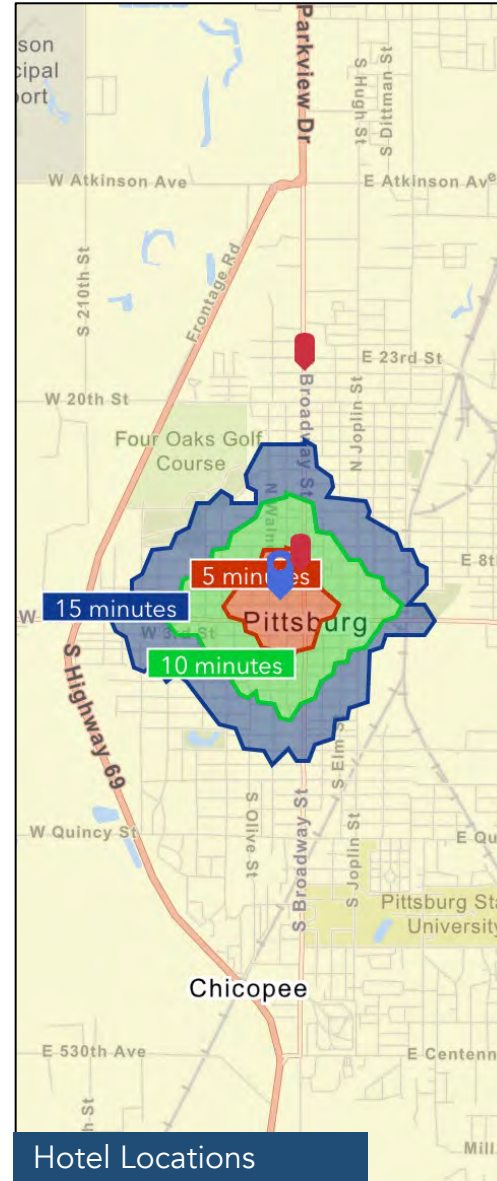 son
cipal
port
Parkview Dr
S Hugh St
S Dittman St
W Atkinson Ave
E Atkinson Ave
S 210th St
Frontage Rd
E 23rd St
W 20th St
Broadway St
N Joplin St
Four Oaks Golf
Course
5 minutes
E 8th
15 minutes
W
W 3rd St
Pittsburg
10 minutes
S Highway 69
S Elm S
W Quincy St
S Olive St
S Broadway St
S Joplin St
E Qu
Pittsburg Sta
University
Chicopee
E 530th Ave
E Centenn
h St
Mill
Hotel Locations